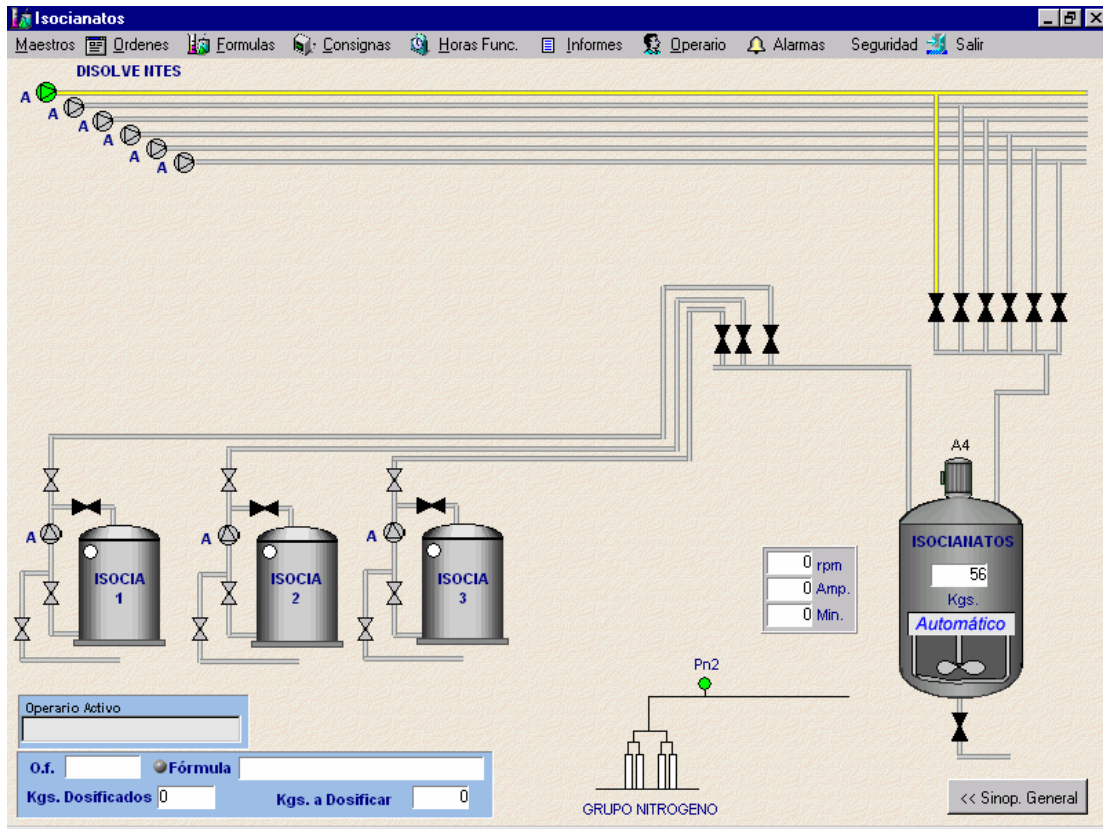 Isocianatos
Maestros Ordenes Formulas Consignas Horas Func. Informes Operario Alarmas Seguridad Salir
DISOLVENTES
A
A
A
A
A
A
A4
ISOCIANATOS
56
Kgs.
Automático
A
ISOCIA
1
A
ISOCIA
2
A
ISOCIA
3
0 rpm
0 Amp.
0 Min.
Pn2
GRUPO NITROGENO
Operario Activo
O.f. Fórmula
Kgs. Dosificados 0 Kgs. a Dosificar 0
<< Sinop. General